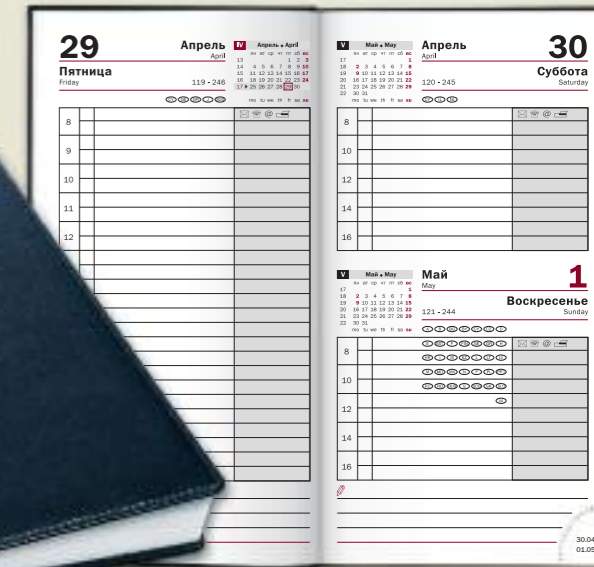 29
Апрель
April
Пятница
Friday
119 - 246
IV Апрель • April
пн вт ср чт пт сб вс
13 1 2 3
14 4 5 6 7 8 9 10
15 11 12 13 14 15 16 17
16 18 19 20 21 22 23 24
17 25 26 27 28 29 30
mo tu we th fr sa su
8
9
10
11
12
V Май • May
пн вт ср чт пт сб вс
17 1
18 2 3 4 5 6 7 8
19 9 10 11 12 13 14 15
20 16 17 18 19 20 21 22
21 23 24 25 26 27 28 29
22 30 31
mo tu we th fr sa su
Апрель
April
30
Суббота
Saturday
120 - 245
@
8
10
12
14
16
V Май • May
пн вт ср чт пт сб вс
17 1
18 2 3 4 5 6 7 8
19 9 10 11 12 13 14 15
20 16 17 18 19 20 21 22
21 23 24 25 26 27 28 29
22 30 31
mo tu we th fr sa su
Май
May
1
Воскресенье
Sunday
121 - 244
@
8
10
12
14
16
30.04
01.05